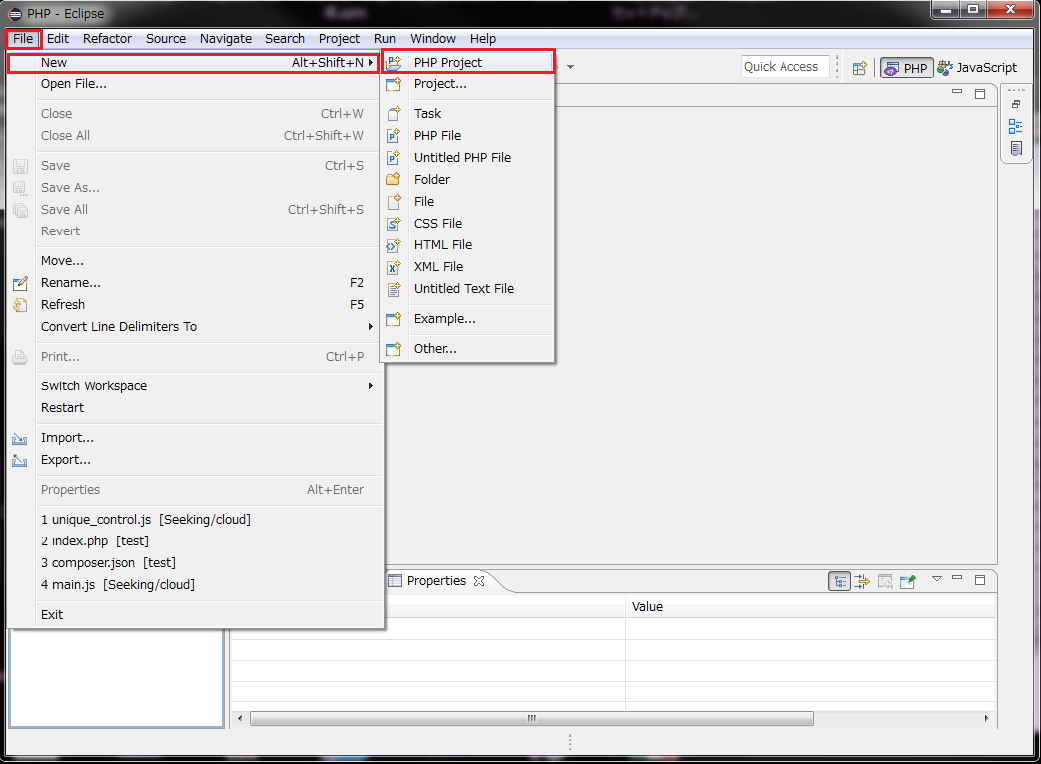 PHP - Eclipse
File Edit Refactor Source Navigate Search Project Run Window Help
New Alt+Shift+N
Open File...
Close Ctrl+W
Close All Ctrl+Shift+W
Save Ctrl+S
Save As...
Save All Ctrl+Shift+S
Revert
Move...
Rename... F2
Refresh F5
Convert Line Delimiters To
Print... Ctrl+P
Switch Workspace
Restart
Import...
Export...
Properties Alt+Enter
1 unique_control.js [Seeking/cloud]
2 index.php [test]
3 composer.json [test]
4 main.js [Seeking/cloud]
Exit
PHP Project
Project...
Task
PHP File
Untitled PHP File
Folder
File
CSS File
HTML File
XML File
Untitled Text File
Example...
Other...
Quick Access PHP JavaScript
Properties
Value